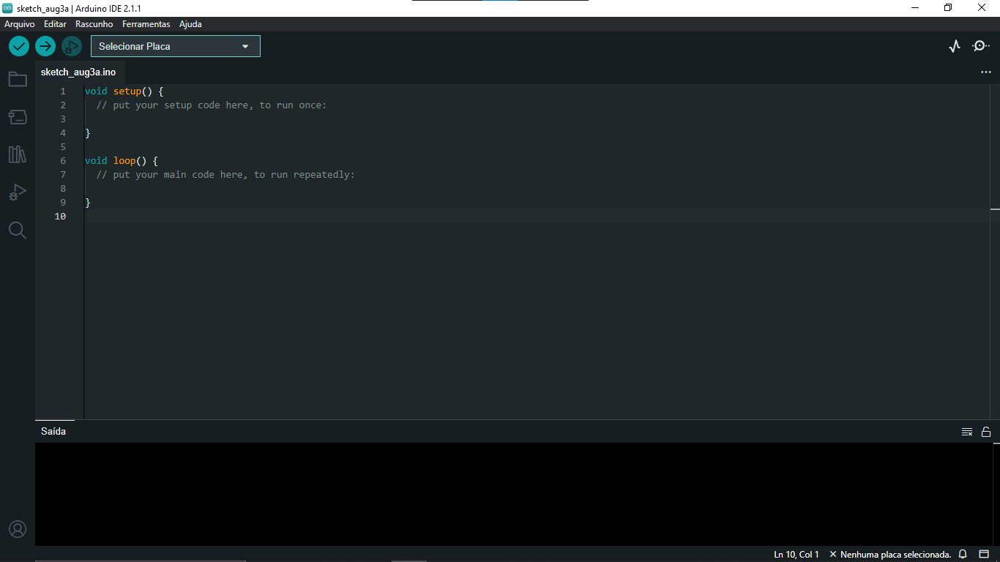 sketch_aug3a | Arduino IDE 2.1.1
Arquivo Editar Rascunho Ferramentas Ajuda
Selecionar Placa
sketch_aug3a.ino
1 void setup() {
2 // put your setup code here, to run once:
3
4 }
5
6 void loop() {
7 // put your main code here, to run repeatedly:
8
9 }
10
Saída
Ln 10, Col 1 × Nenhuma placa selecionada.